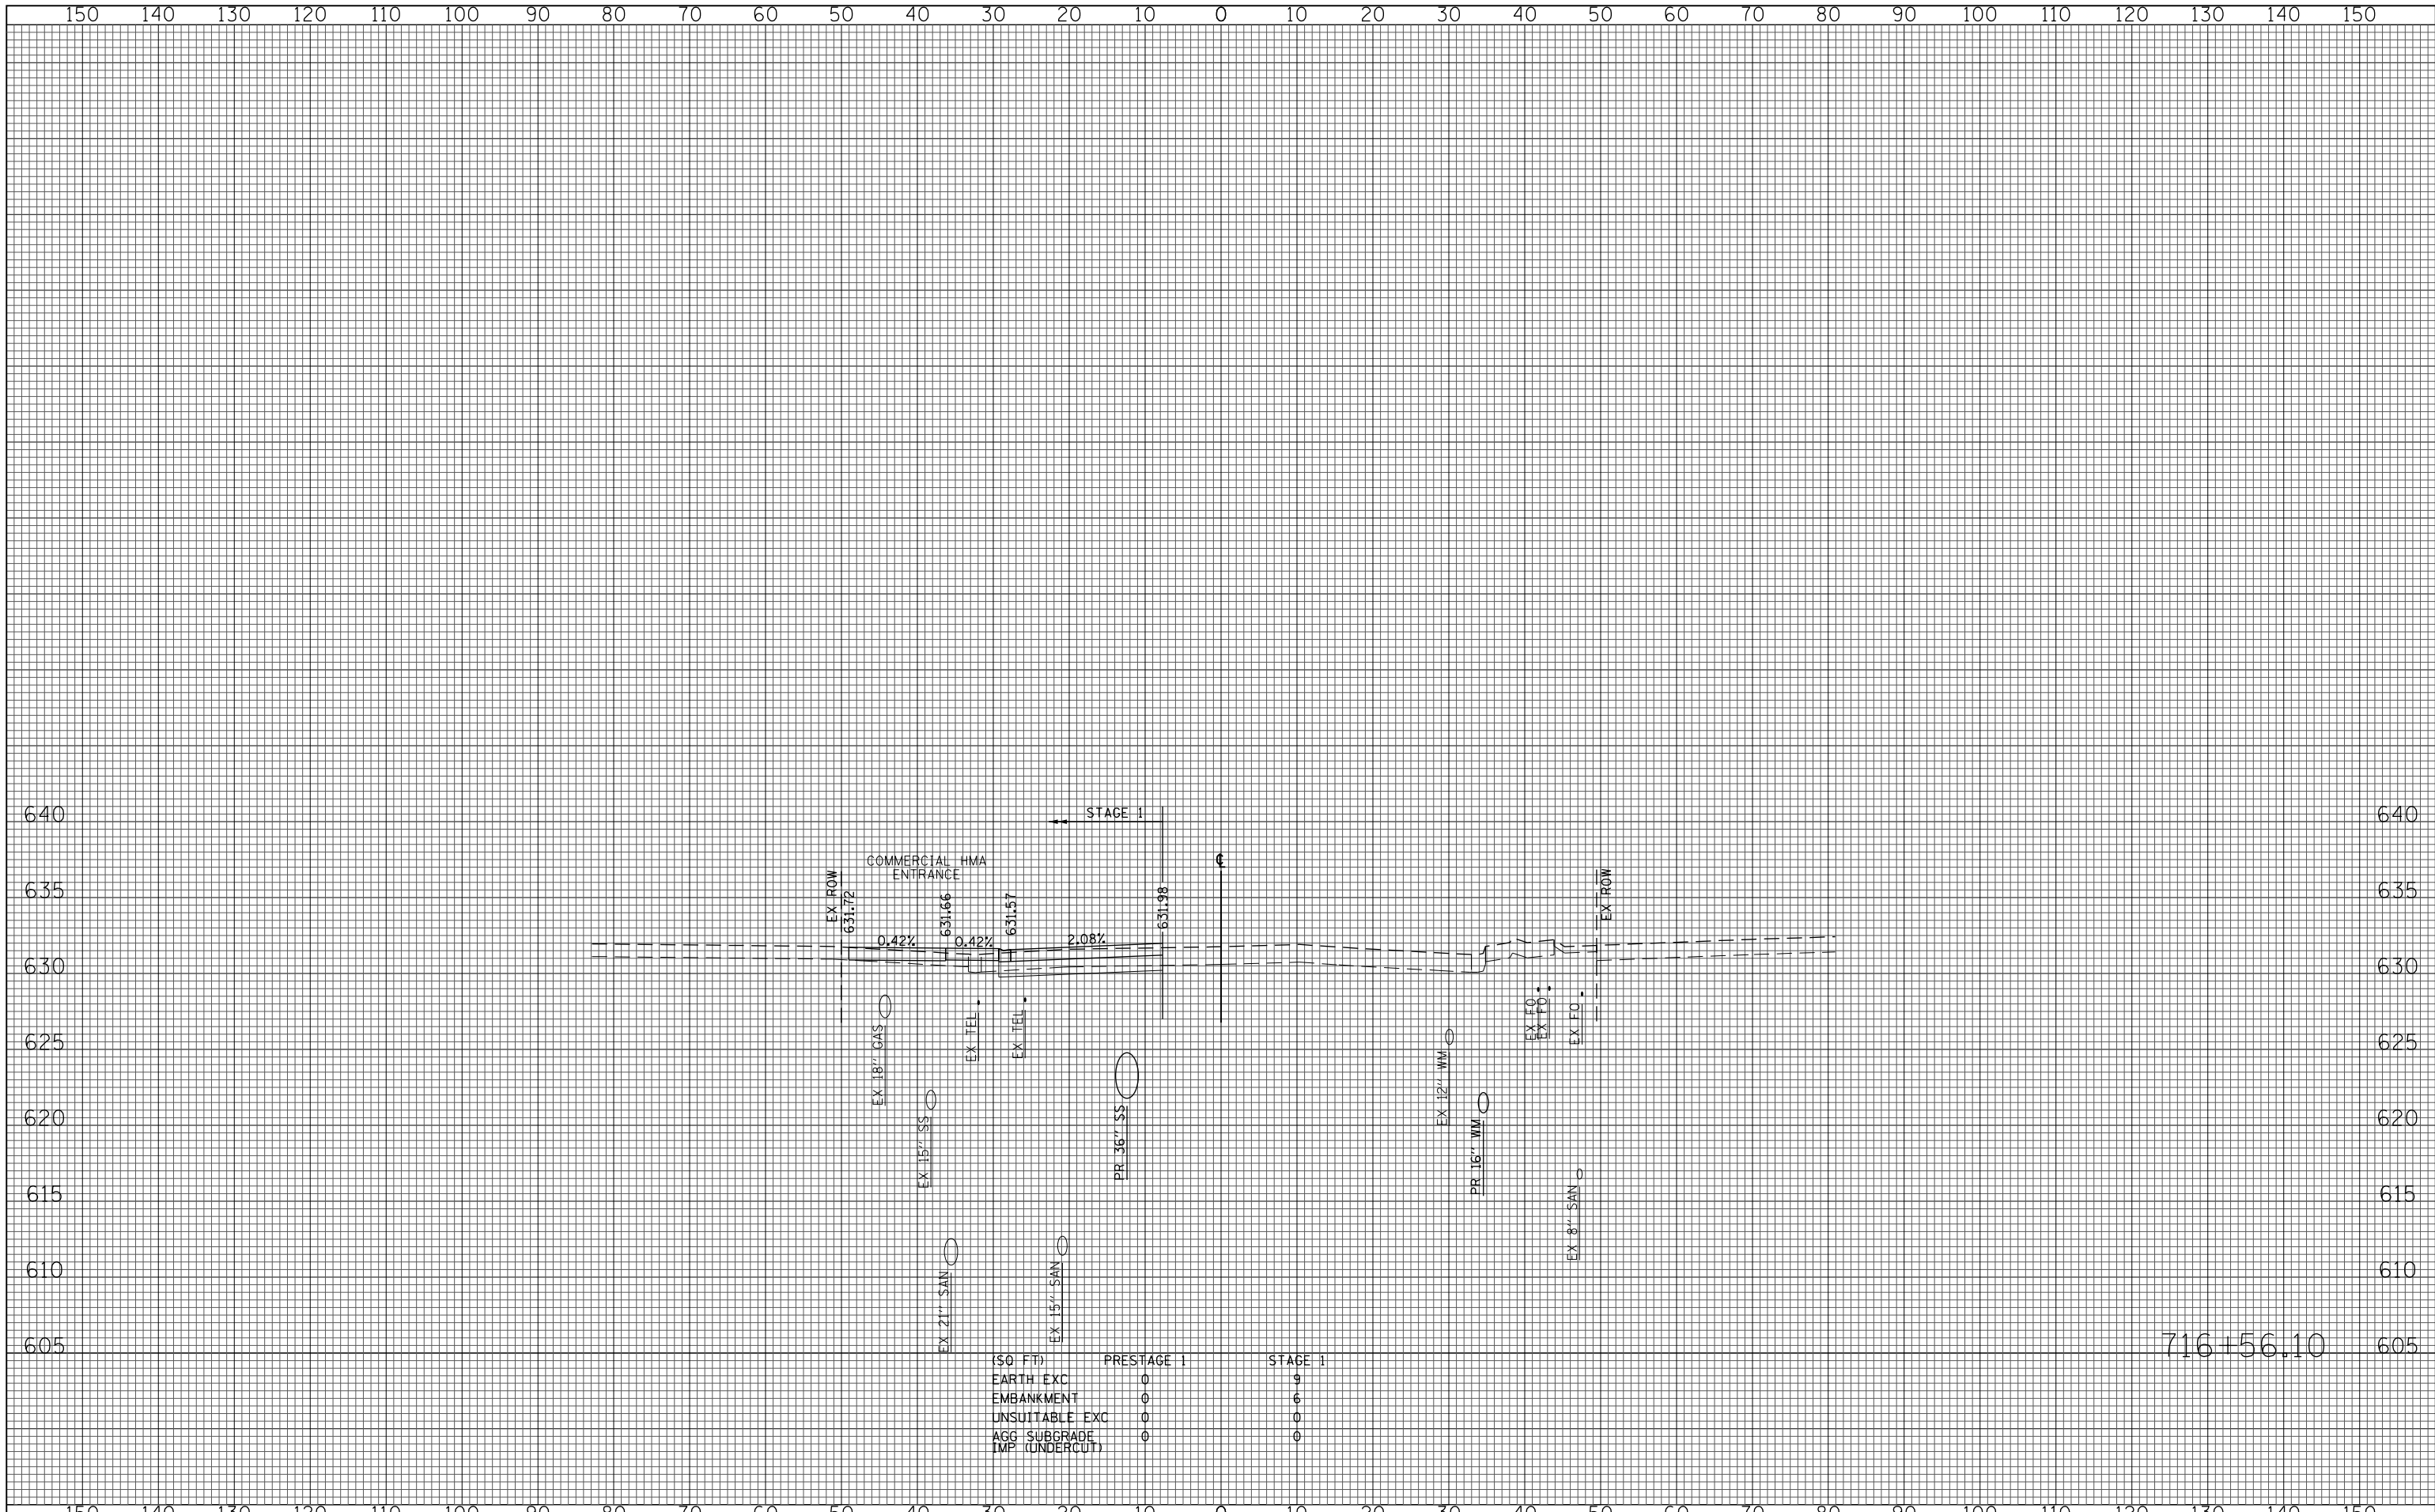 150 140 130 120 110 100 90 80 70 60 50 40 30 20 10 0 10 20 30 40 50 60 70 80 90 100 110 120 130 140 150
640 STAGE 1 640
COMMERCIAL HMA
ENTRANCE
℄
635 635
EX ROW
631.72
631.66
631.57
631.98
EX ROW
0.42% 0.42% 2.08%
630 630
EX 18" GAS
EX TEL
EX TEL
EX FO
EX FO
EX FO
625 625
EX 15" SS
PR 36" SS
EX 12" WM
PR 16" WM
620 620
615 615
EX 8" SAN
EX 21" SAN
EX 15" SAN
610 610
605 716+56.10 605
(SQ FT) PRESTAGE 1 STAGE 1
EARTH EXC 0 9
EMBANKMENT 0 6
UNSUITABLE EXC 0 0
AGG SUBGRADE 0 0
IMP (UNDERCUT)
150 140 130 120 110 100 90 80 70 60 50 40 30 20 10 0 10 20 30 40 50 60 70 80 90 100 110 120 130 140 150